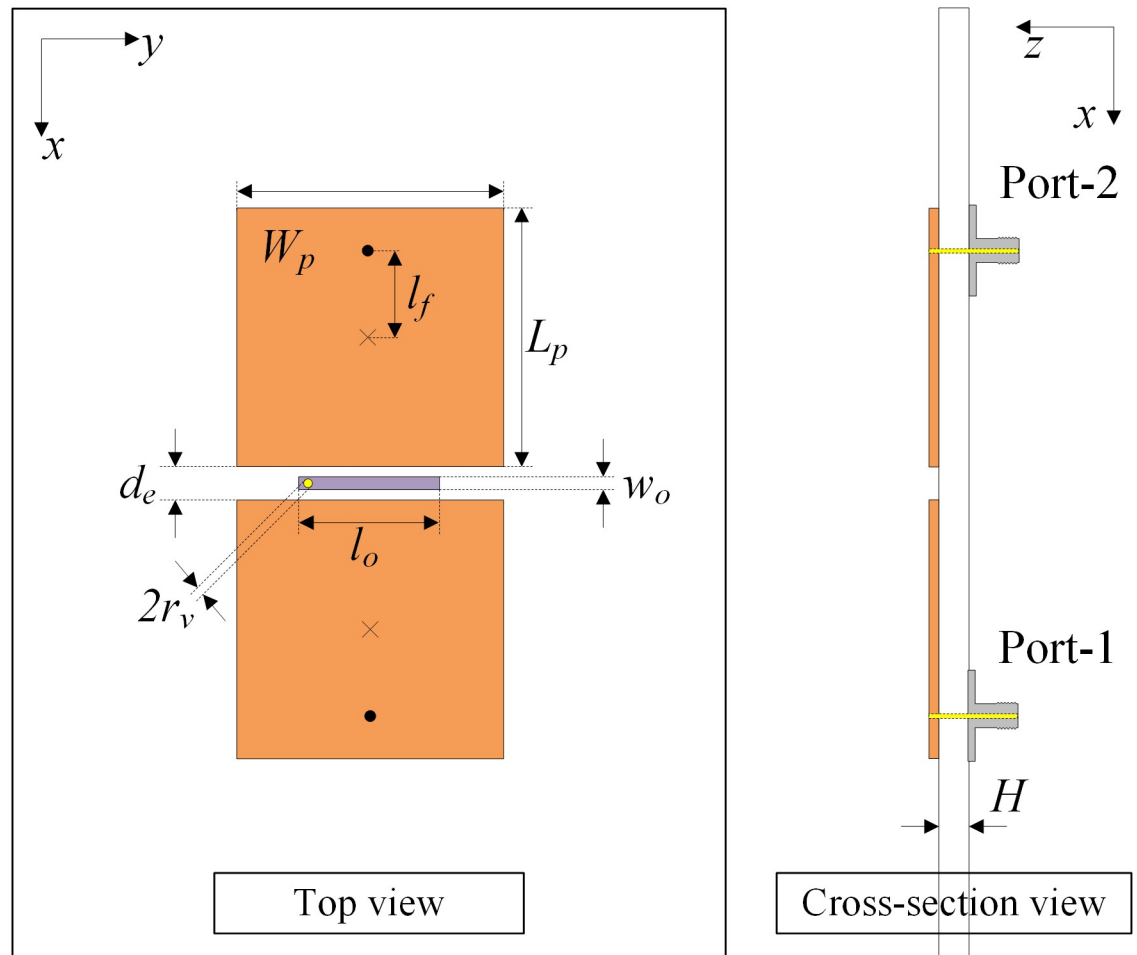 y
x
z
x
Port-2
W_p
l_f
L_p
d_e
w_o
l_o
2r_v
Port-1
H
Top view
Cross-section view